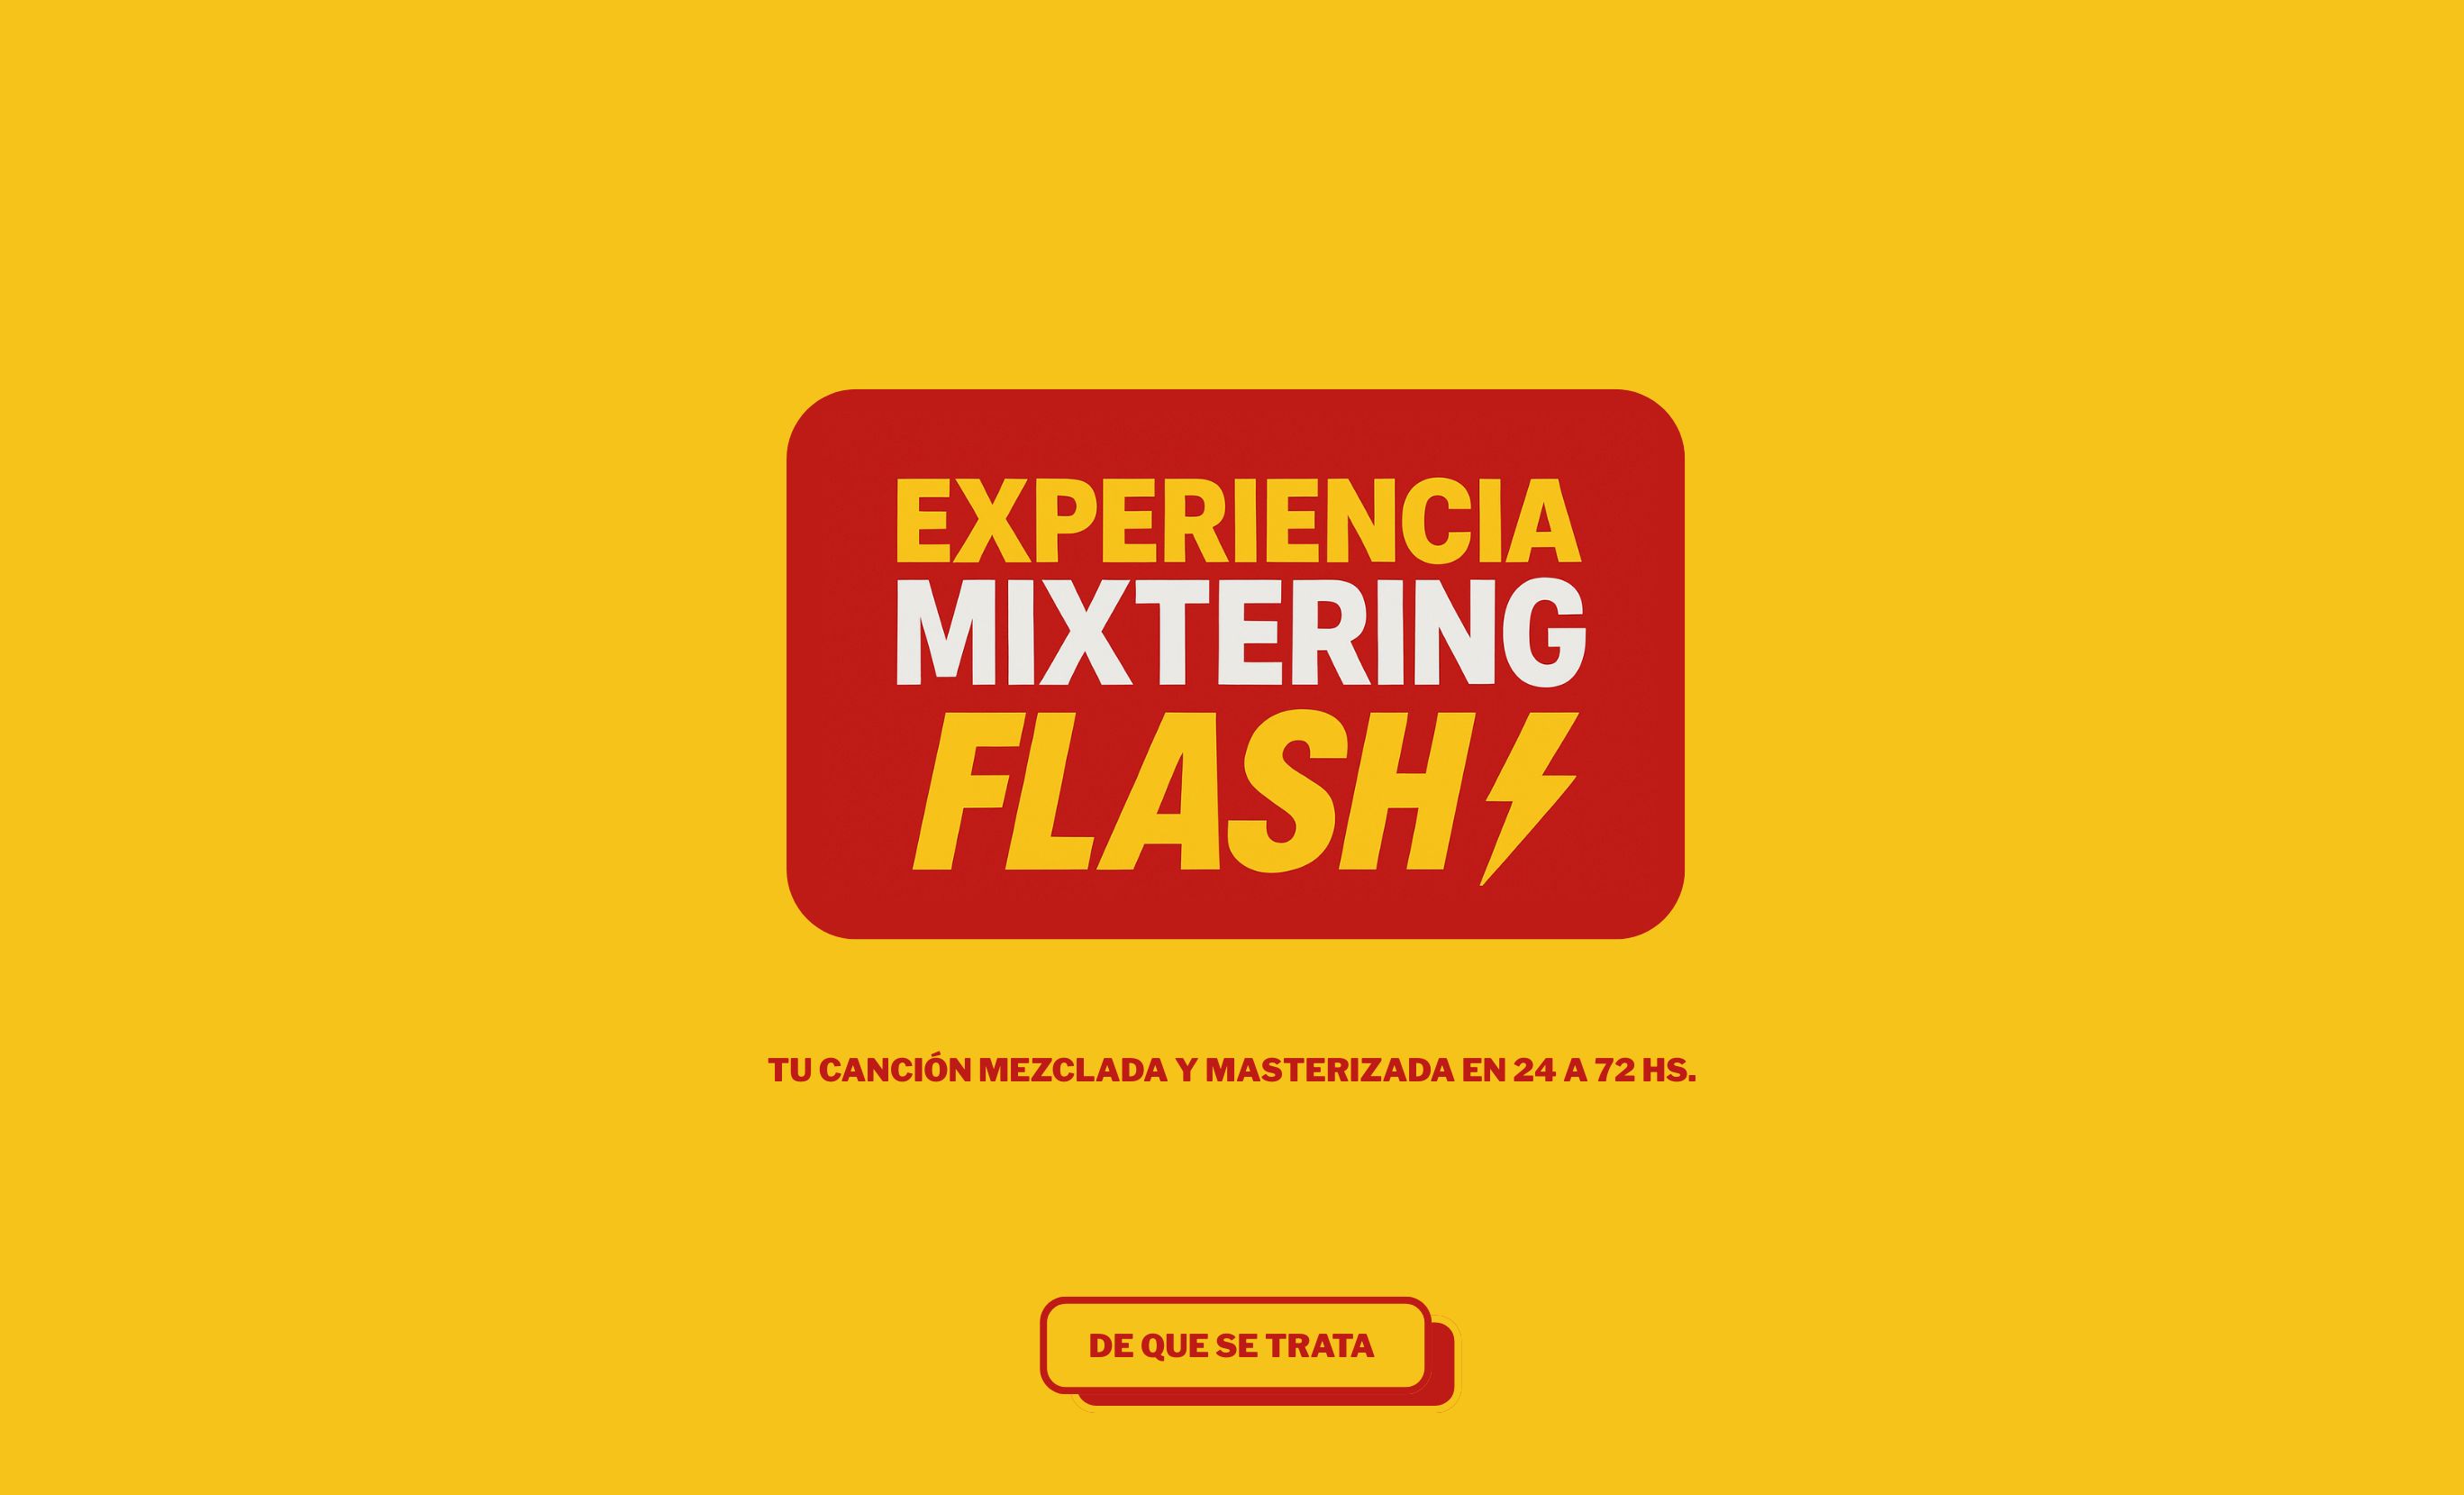 EXPERIENCIA
MIXTERING
FLASH
TU CANCIÓN MEZCLADA Y MASTERIZADA EN 24 A 72 HS.
DE QUE SE TRATA